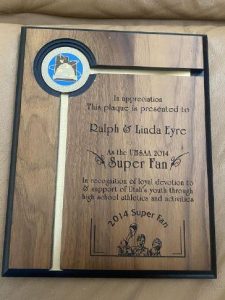 In appreciation
This plaque is presented to
Ralph & Linda Eyre
As the UHSAA 2014
Super Fan
In recognition of loyal devotion to
& support of Utah's youth through
high school athletics and activities
2014 Super Fan